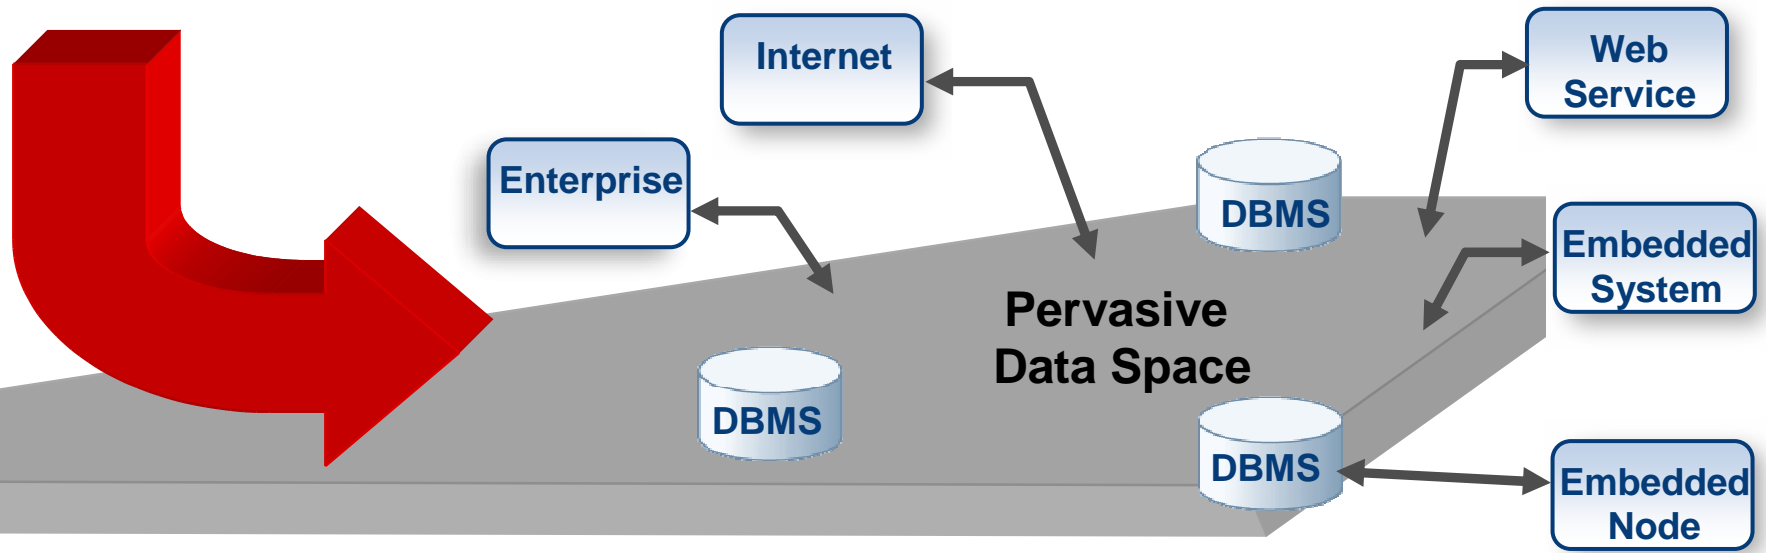 Internet
Web
Service
Enterprise
DBMS
Embedded
System
Pervasive
Data Space
DBMS
DBMS
Embedded
Node